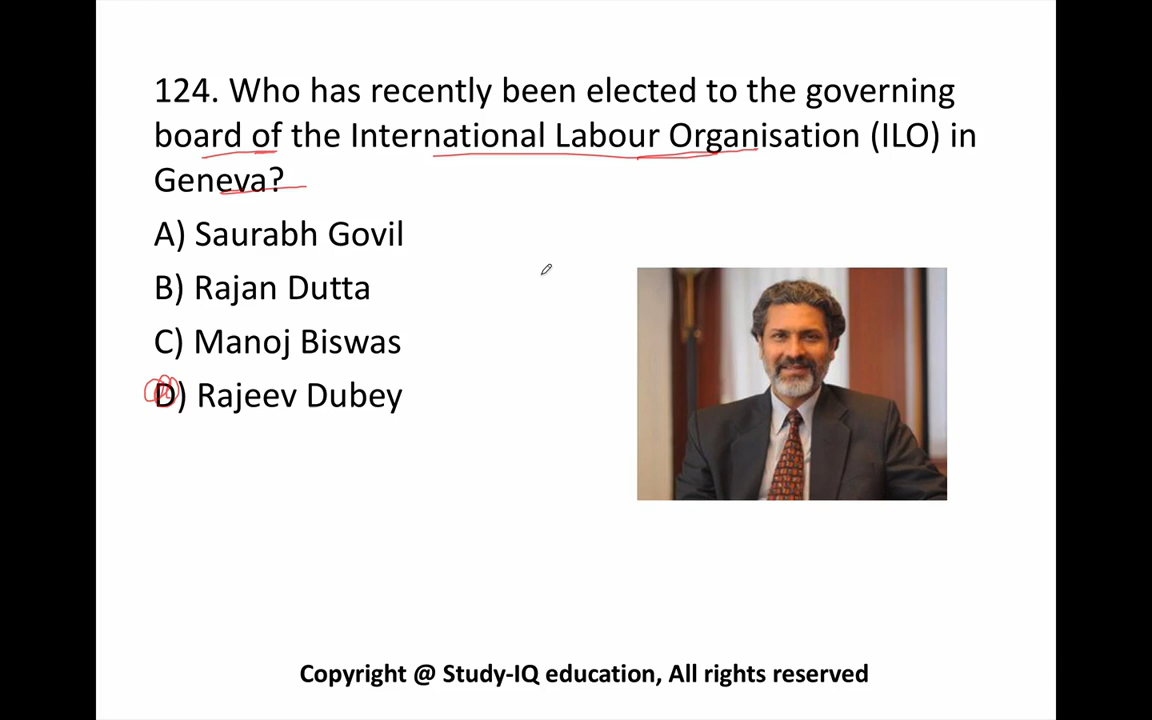 124. Who has recently been elected to the governing
board of the International Labour Organisation (ILO) in
Geneva?
A) Saurabh Govil
B) Rajan Dutta
C) Manoj Biswas
D) Rajeev Dubey
Copyright @ Study-IQ education, All rights reserved